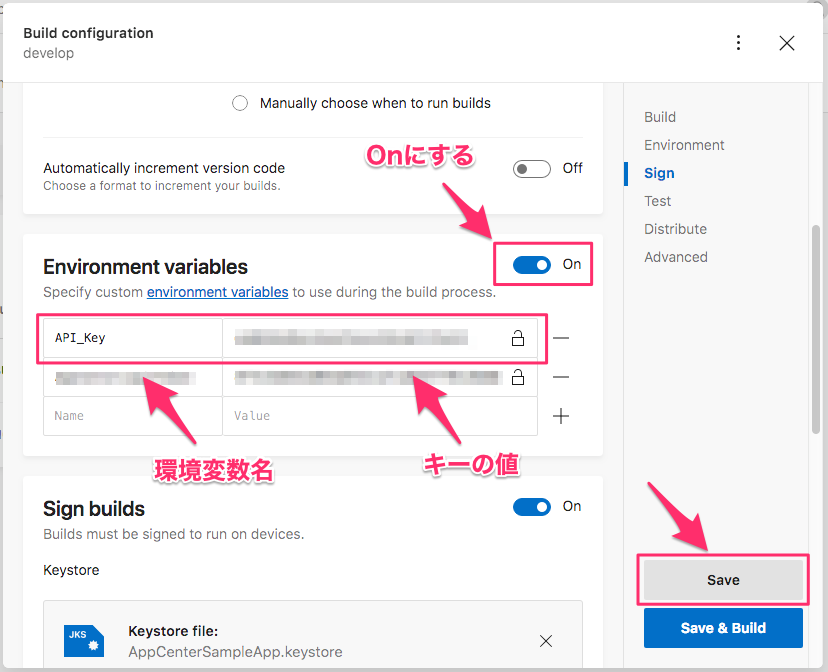 Build configuration
develop
Manually choose when to run builds
Onにする
Automatically increment version code
Off
Choose a format to increment your builds.
Environment variables
On
Specify custom environment variables to use during the build process.
API_Key
Name
Value
環境変数名
キーの値
Sign builds
On
Builds must be signed to run on devices.
Keystore
JKS
Keystore file:
AppCenterSampleApp.keystore
Build
Environment
Sign
Test
Distribute
Advanced
Save
Save & Build